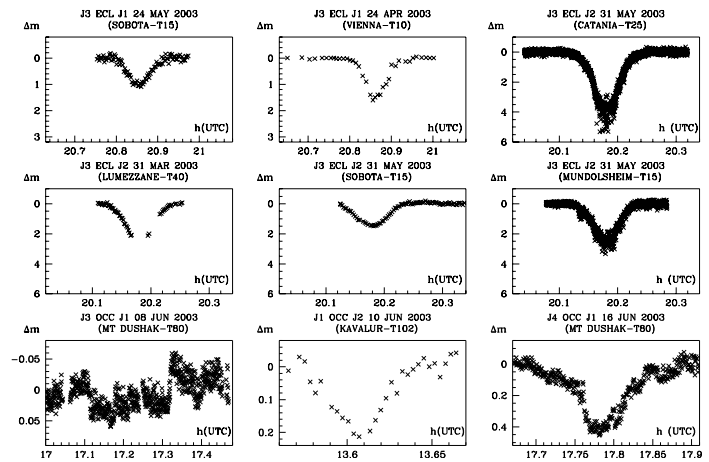 J3 ECL J1 24 MAY 2003
(SOBOTA-T15)
Δm
0
1
2
3
h(UTC)
20.7 20.8 20.9 21
J3 ECL J1 24 APR 2003
(VIENNA-T10)
Δm
0
1
2
3
h(UTC)
20.7 20.8 20.9 21
J3 ECL J2 31 MAY 2003
(CATANIA-T25)
Δm
0
2
4
6
h(UTC)
20.1 20.2 20.3
J3 ECL J2 31 MAR 2003
(LUMEZZANE-T40)
Δm
0
2
4
6
h(UTC)
20.1 20.2 20.3
J3 ECL J2 31 MAY 2003
(SOBOTA-T15)
Δm
0
2
4
6
h(UTC)
20.1 20.2 20.3
J3 ECL J2 31 MAY 2003
(MUNDOLSHEIM-T15)
Δm
0
2
4
6
h(UTC)
20.1 20.2 20.3
J3 OCC J1 08 JUN 2003
(MT DUSHAK-T80)
Δm
-0.05
0
0.05
h(UTC)
17 17.1 17.2 17.3 17.4
J1 OCC J2 10 JUN 2003
(KAVALUR-T102)
Δm
0
0.1
0.2
h(UTC)
13.6 13.65
J4 OCC J1 16 JUN 2003
(MT DUSHAK-T80)
Δm
0
0.2
0.4
h(UTC)
17.7 17.76 17.8 17.85 17.9